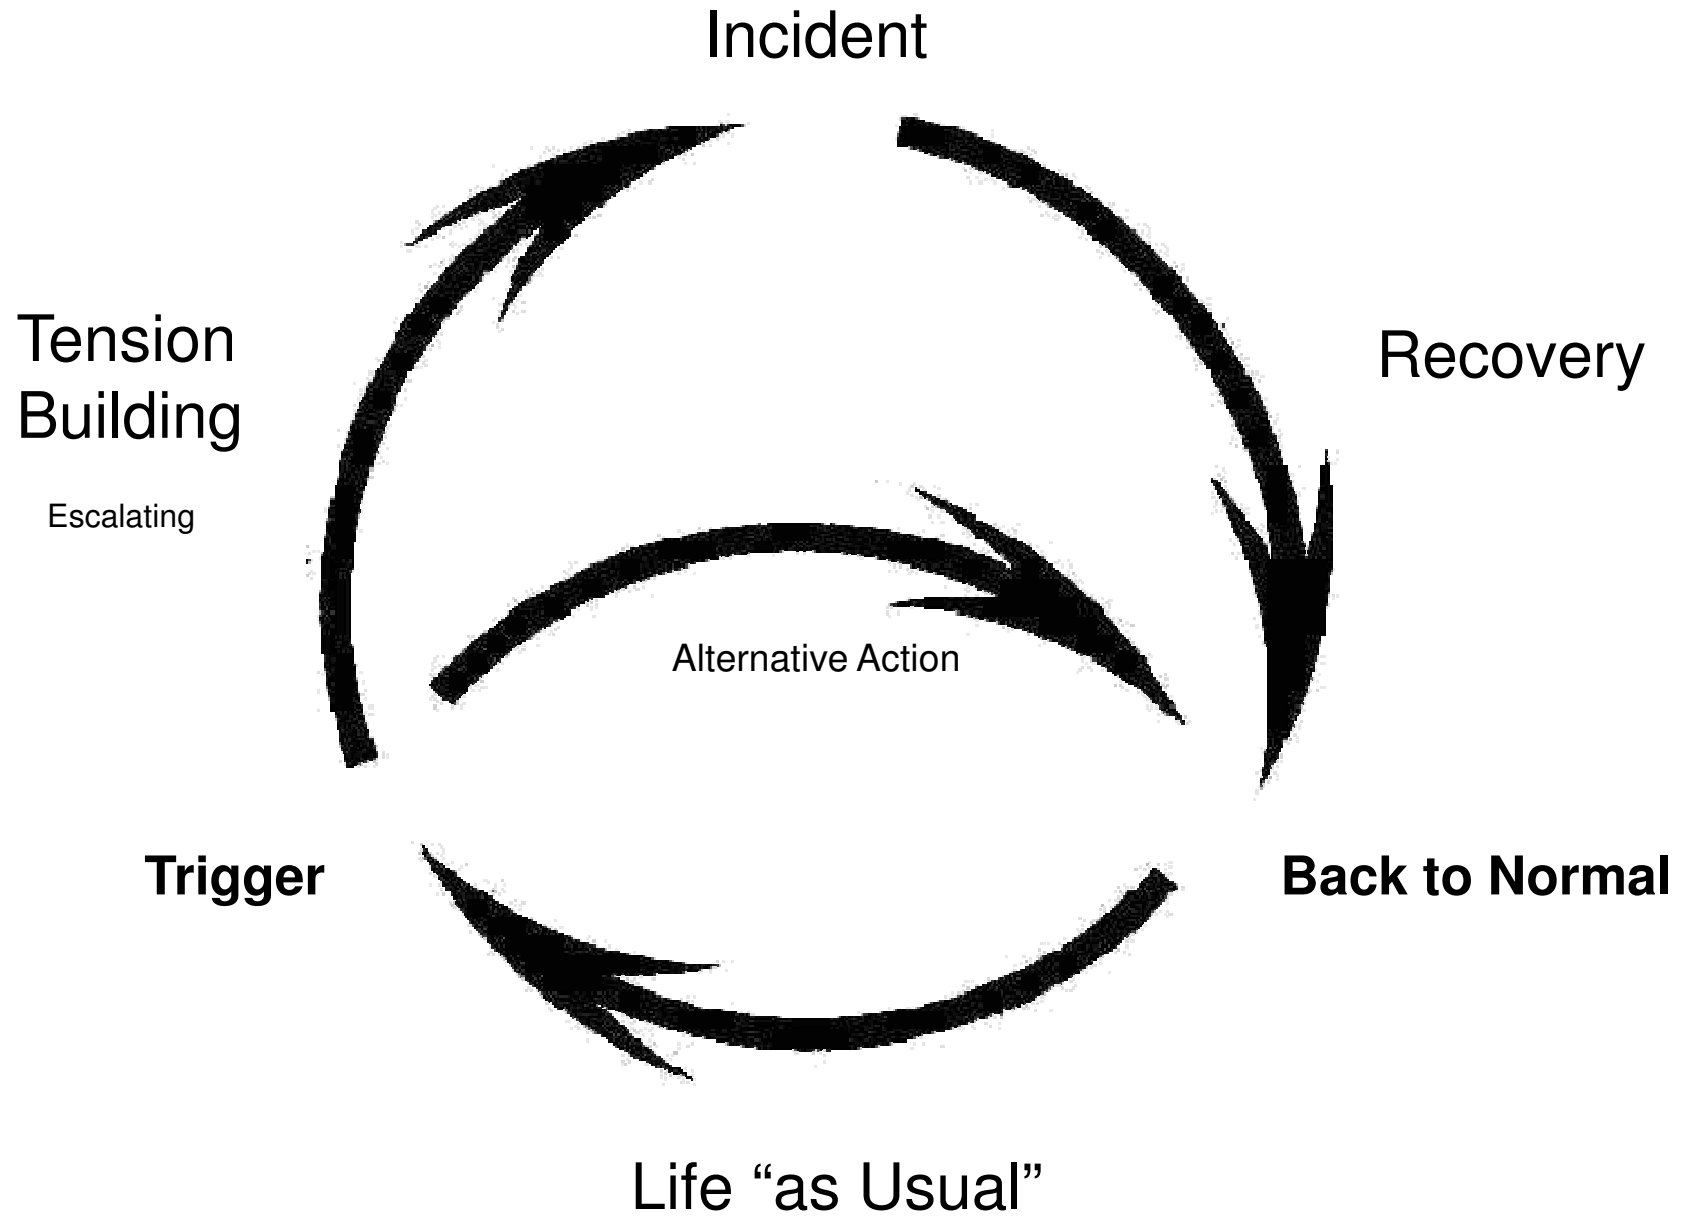 Incident
Tension
Building
Recovery
Escalating
Alternative Action
Trigger
Back to Normal
Life “as Usual”